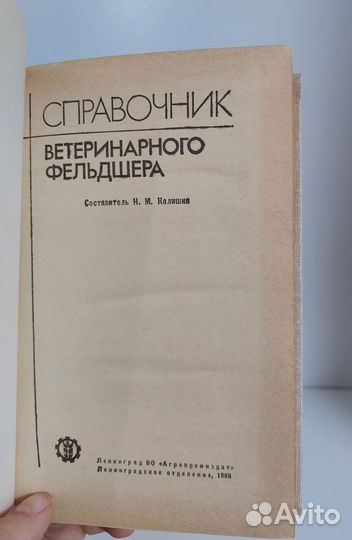 СПРАВОЧНИК
ВЕТЕРИНАРНОГО
ФЕЛЬДШЕРА
Составитель Н. М. Калишин
Ленинград ВО «Агропромиздат»
Ленинградское отделение, 1988
Avito